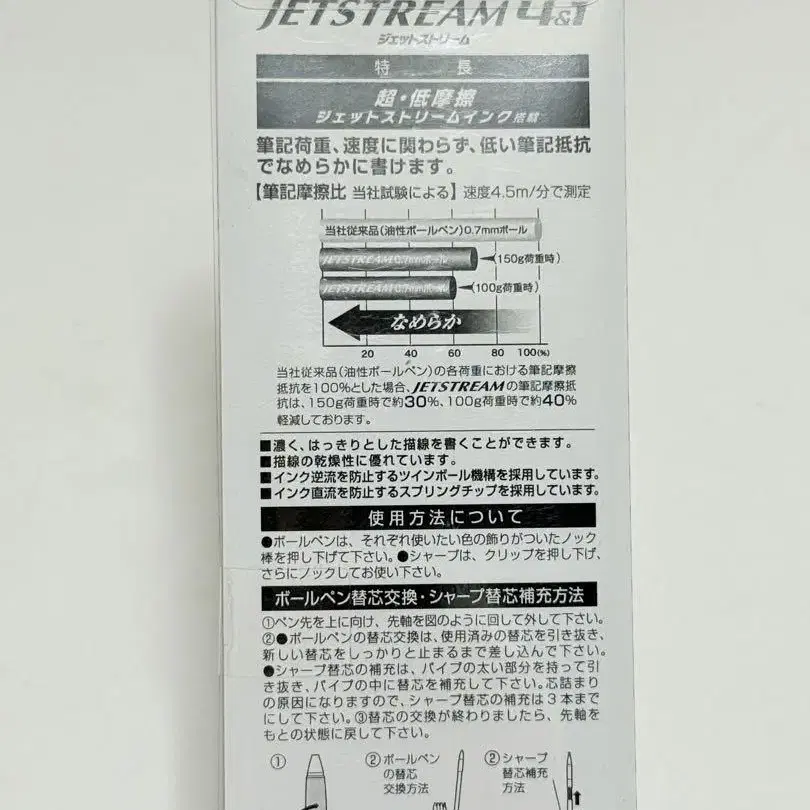 JETSTREAM 4&1
ジェットストリーム
特 長
超・低摩擦
ジェットストリームインク搭載
筆記荷重、速度に関わらず、低い筆記抵抗
でなめらかに書けます。
【筆記摩擦比 当社試験による】速度4.5m/分で測定
当社従来品(油性ボールペン)0.7mmボール
JETSTREAM 0.7mmボール (150g荷重時)
JETSTREAM 0.7mmボール (100g荷重時)
なめらか
20 40 60 80 100(%)
当社従来品(油性ボールペン)の各荷重における筆記摩擦
抵抗を100%とした場合、JETSTREAMの筆記摩擦抵
抗は、150g荷重時で約30%、100g荷重時で約40%
軽減しております。
■濃く、はっきりとした描線を書くことができます。
■描線の乾燥性に優れています。
■インク逆流を防止するツインボール機構を採用しています。
■インク直流を防止するスプリングチップを採用しています。
使用方法について
●ボールペンは、それぞれ使いたい色の飾りがついたノック
棒を押し下げて下さい。●シャープは、クリップを押し下げ、
さらにノックしてお使い下さい。
ボールペン替芯交換・シャープ替芯補充方法
①ペン先を上に向け、先軸を図のように回して外して下さい。
②●ボールペンの替芯交換は、使用済みの替芯を引き抜き、
新しい替芯をしっかりと止まるまで差し込んで下さい。
●シャープ替芯の補充は、パイプの太い部分を持って引
き抜き、パイプの中に替芯を補充して下さい。芯詰まり
の原因になりますので、シャープ替芯の補充は3本まで
にして下さい。③替芯の交換が終わりましたら、先軸を
もとの状態に戻して下さい。
① ②ボールペン ②シャープ
の替芯 替芯補充
交換方法 方法